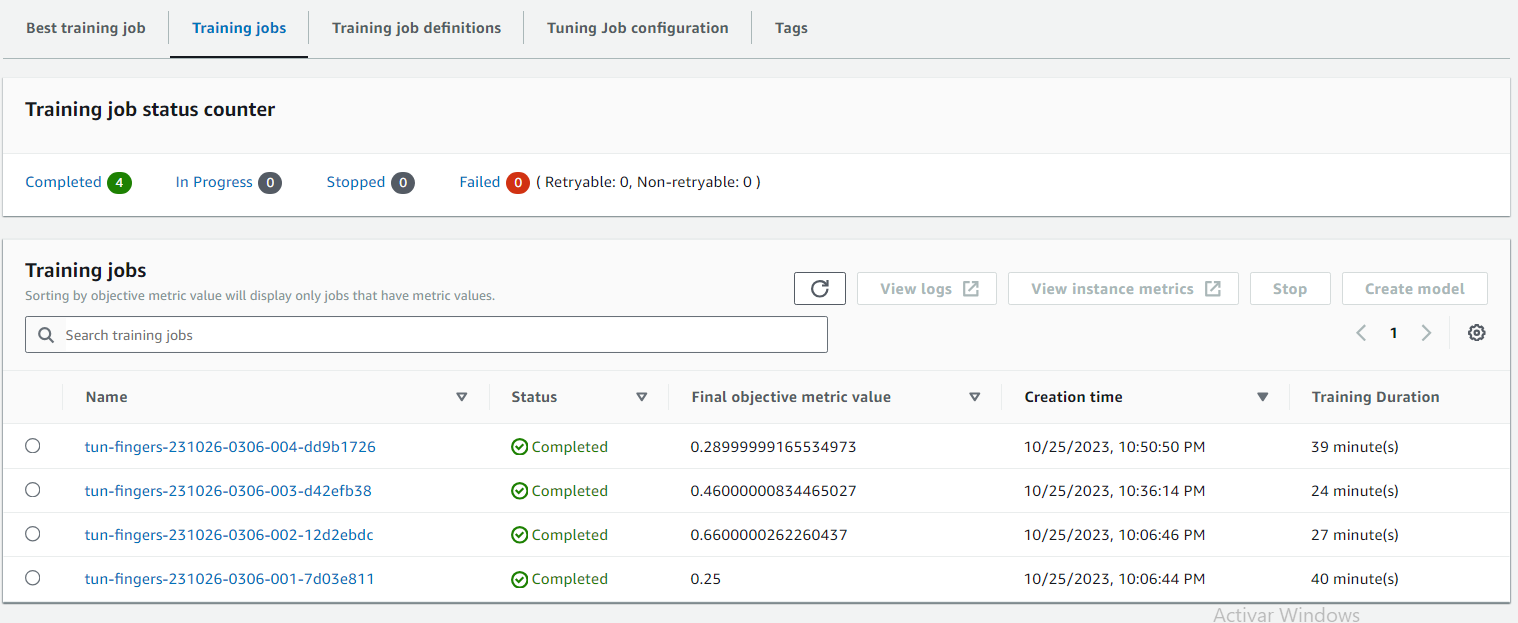 Best training job Training jobs Training job definitions Tuning Job configuration Tags
Training job status counter
Completed 4 In Progress 0 Stopped 0 Failed 0 ( Retryable: 0, Non-retryable: 0 )
Training jobs
Sorting by objective metric value will display only jobs that have metric values.
View logs View instance metrics Stop Create model
Search training jobs
1
Name Status Final objective metric value Creation time Training Duration
tun-fingers-231026-0306-004-dd9b1726 Completed 0.28999999165534973 10/25/2023, 10:50:50 PM 39 minute(s)
tun-fingers-231026-0306-003-d42efb38 Completed 0.46000000834465027 10/25/2023, 10:36:14 PM 24 minute(s)
tun-fingers-231026-0306-002-12d2ebdc Completed 0.6600000262260437 10/25/2023, 10:06:46 PM 27 minute(s)
tun-fingers-231026-0306-001-7d03e811 Completed 0.25 10/25/2023, 10:06:44 PM 40 minute(s)
Activar Windows